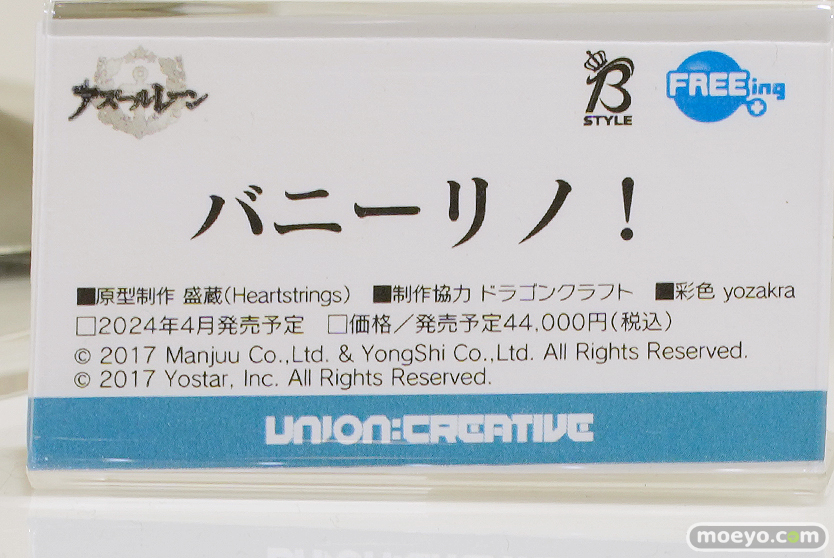 アズールレーン
B
STYLE
FREEing
バニーリノ!
■原型制作 盛蔵(Heartstrings) ■制作協力 ドラゴンクラフト ■彩色 yozakra
□2024年4月発売予定 □価格/発売予定44,000円(税込)
© 2017 Manjuu Co.,Ltd. & YongShi Co.,Ltd. All Rights Reserved.
© 2017 Yostar, Inc. All Rights Reserved.
UNION:CREATIVE
moeyo.com